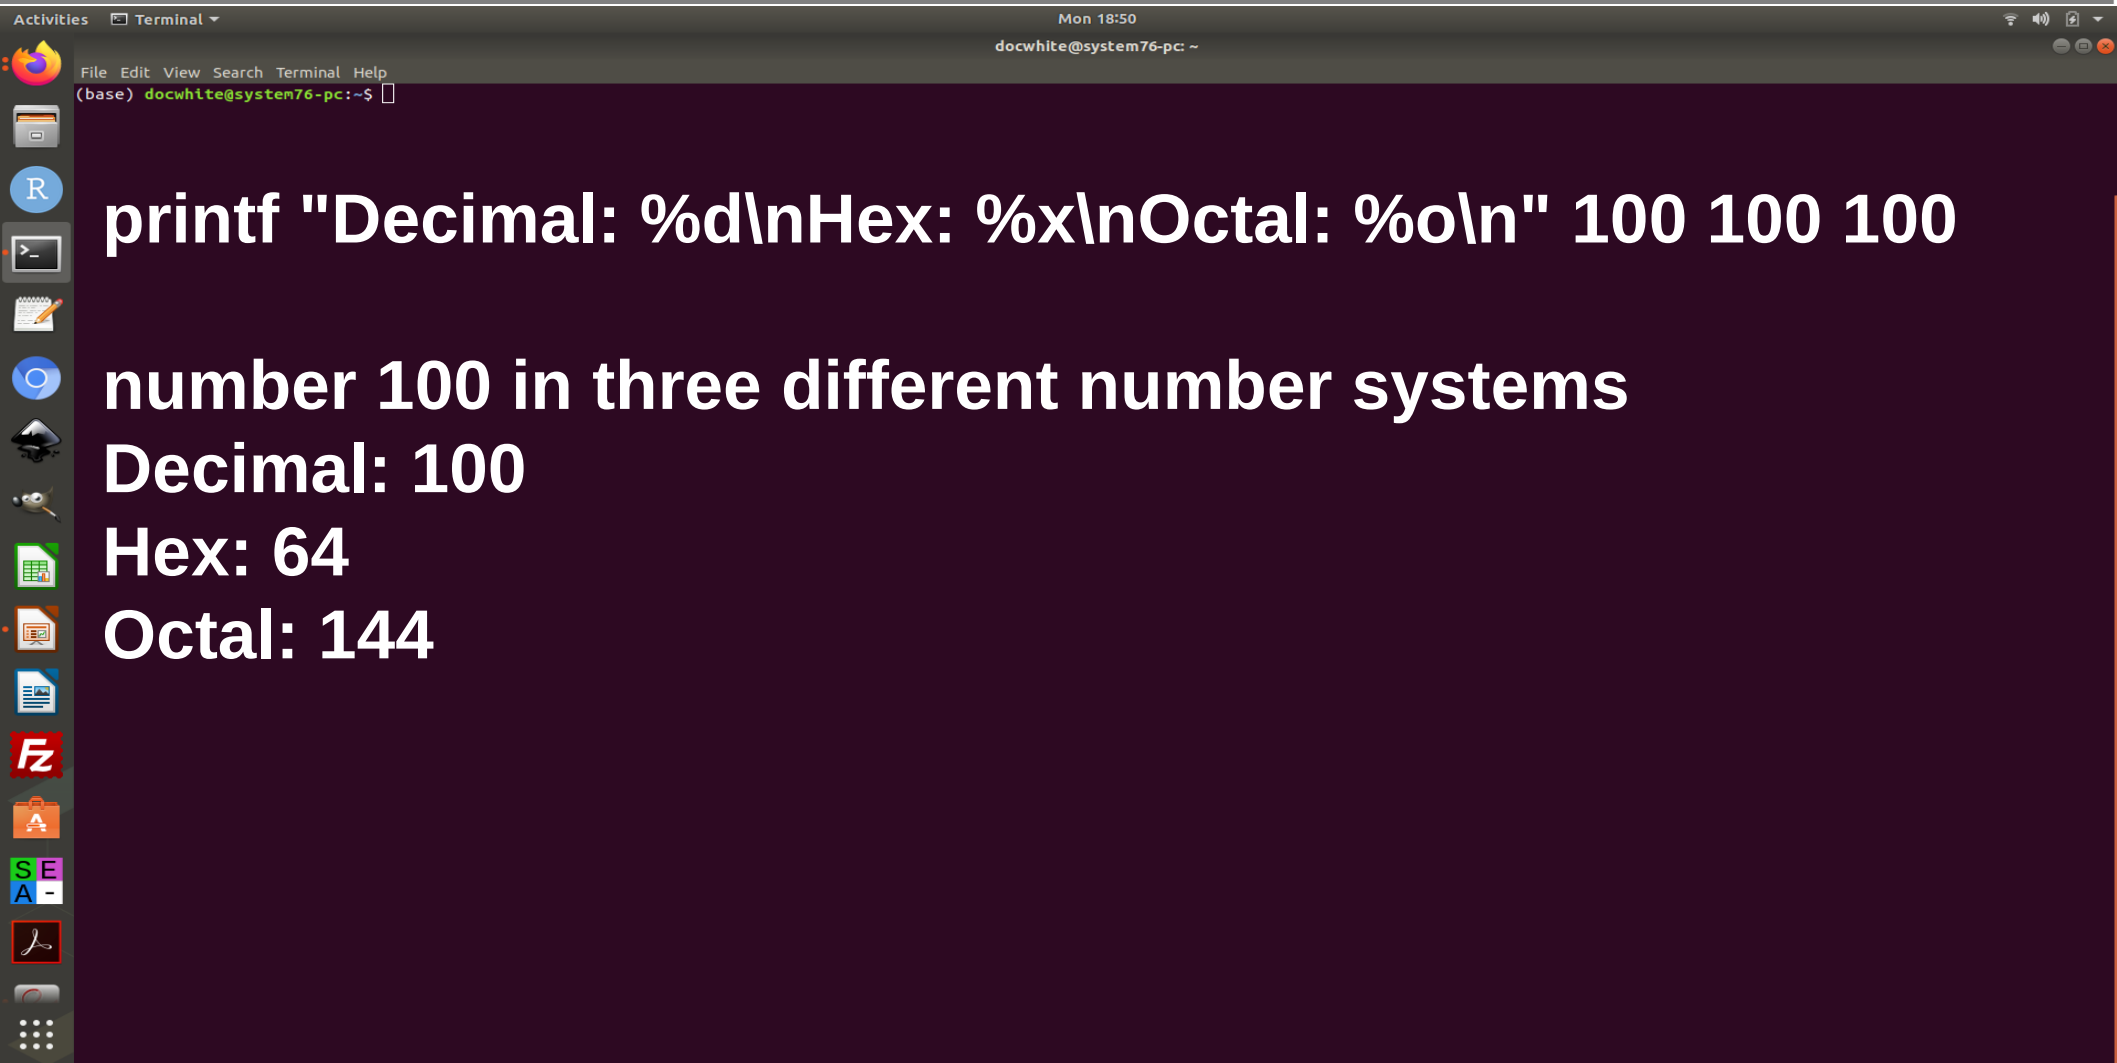 Activities Terminal Mon 18:50
docwhite@system76-pc: ~
File Edit View Search Terminal Help
(base) docwhite@system76-pc:~$
printf "Decimal: %d\nHex: %x\nOctal: %o\n" 100 100 100
number 100 in three different number systems
Decimal: 100
Hex: 64
Octal: 144
R
>_
Fz
A
S E
A -